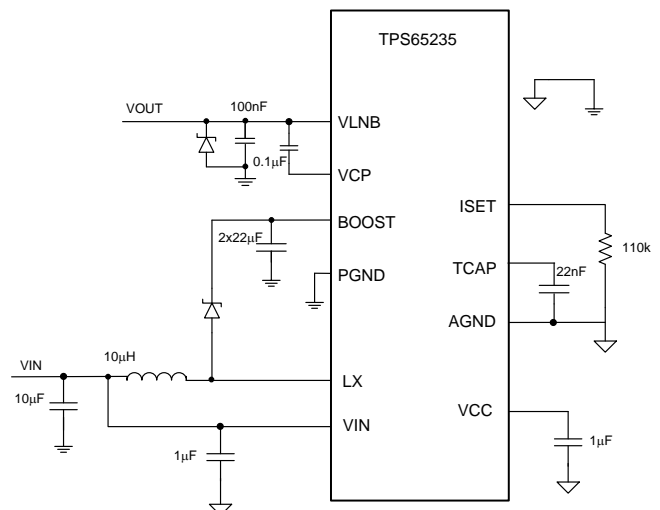 TPS65235
VOUT
100nF
VLNB
0.1µF
VCP
BOOST
2x22µF
PGND
ISET
110k
TCAP
22nF
AGND
10µH
VIN
LX
10µF
VIN
1µF
VCC
1µF